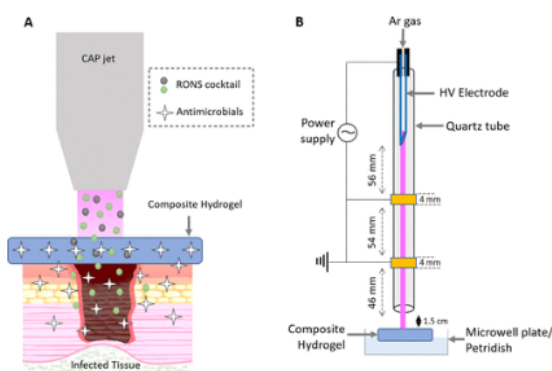 A
CAP jet
RONS cocktail
Antimicrobials
Composite Hydrogel
Infected Tissue
B
Ar gas
HV Electrode
Quartz tube
Power
supply
56 mm
4 mm
54 mm
4 mm
46 mm
1.5 cm
Composite
Hydrogel
Microwell plate/
Petridish